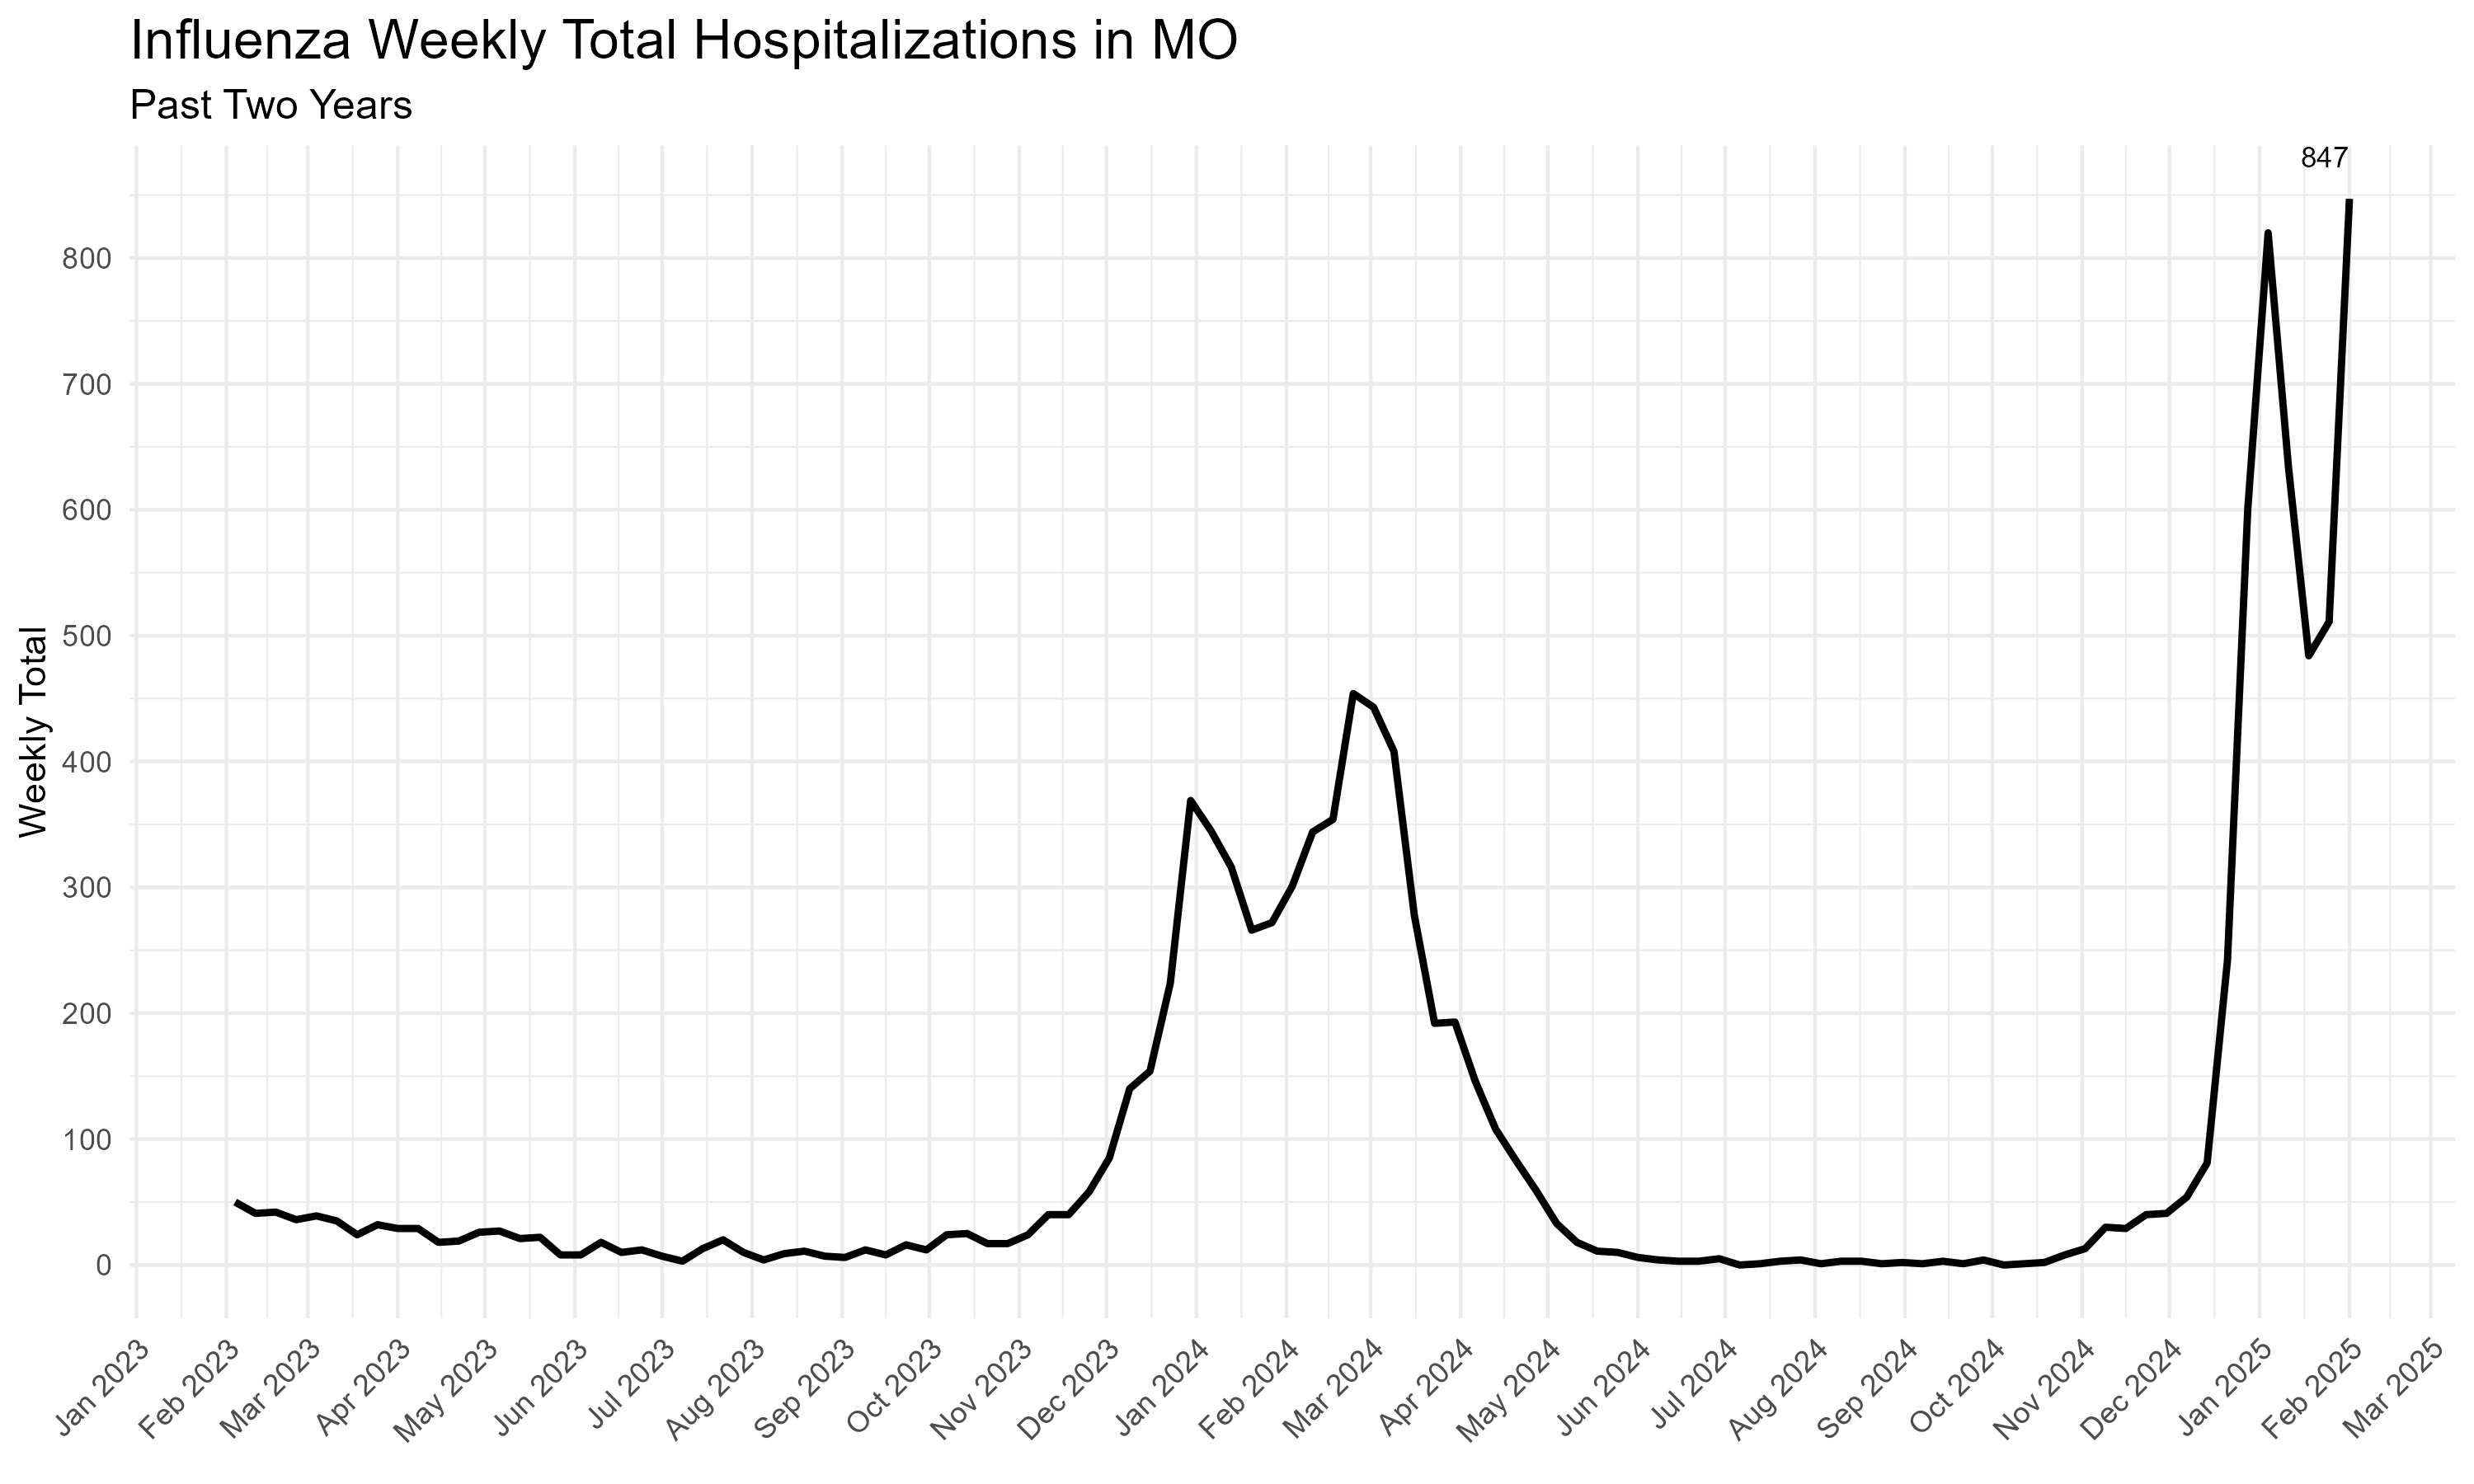 Influenza Weekly Total Hospitalizations in MO
Past Two Years
847
800
700
600
500
400
300
200
100
0
Weekly Total
Jan 2023
Feb 2023
Mar 2023
Apr 2023
May 2023
Jun 2023
Jul 2023
Aug 2023
Sep 2023
Oct 2023
Nov 2023
Dec 2023
Jan 2024
Feb 2024
Mar 2024
Apr 2024
May 2024
Jun 2024
Jul 2024
Aug 2024
Sep 2024
Oct 2024
Nov 2024
Dec 2024
Jan 2025
Feb 2025
Mar 2025